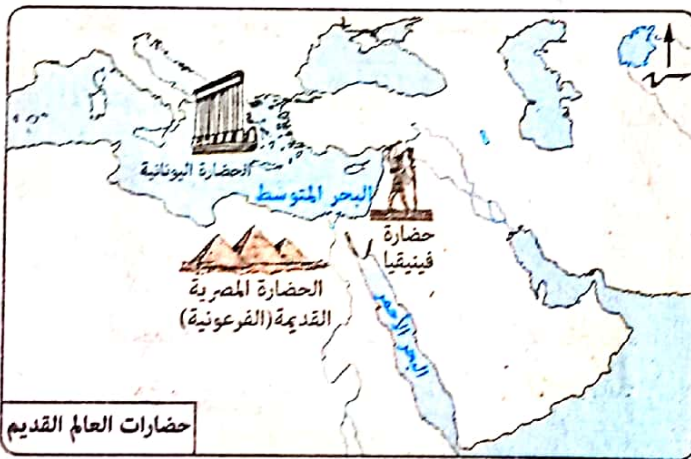 الحضارة اليونانية
البحر المتوسط
حضارة
فينيقيا
الحضارة المصرية
القديمة(الفرعونية)
البحر الأحمر
حضارات العالم القديم